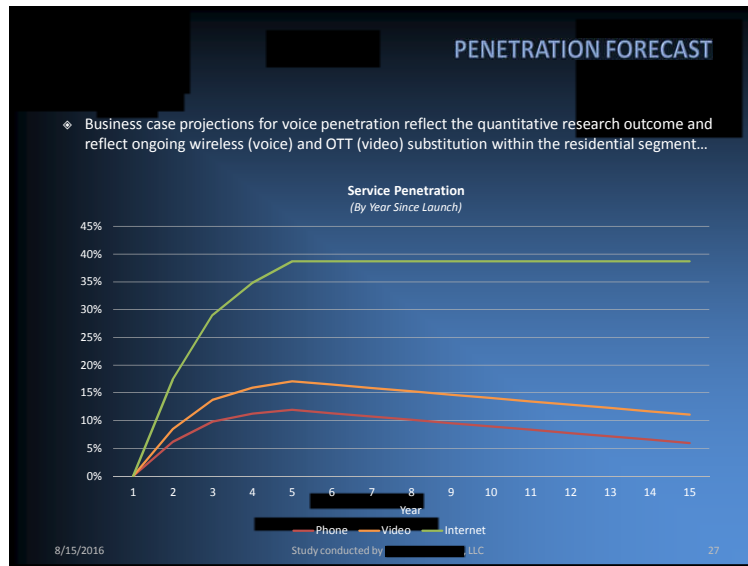 PENETRATION FORECAST
Business case projections for voice penetration reflect the quantitative research outcome and
reflect ongoing wireless (voice) and OTT (video) substitution within the residential segment…
Service Penetration
(By Year Since Launch)
45%
40%
35%
30%
25%
20%
15%
10%
5%
0%
1 2 3 4 5 6 7 8 9 10 11 12 13 14 15
Year
Phone Video Internet
8/15/2016 Study conducted by , LLC 27